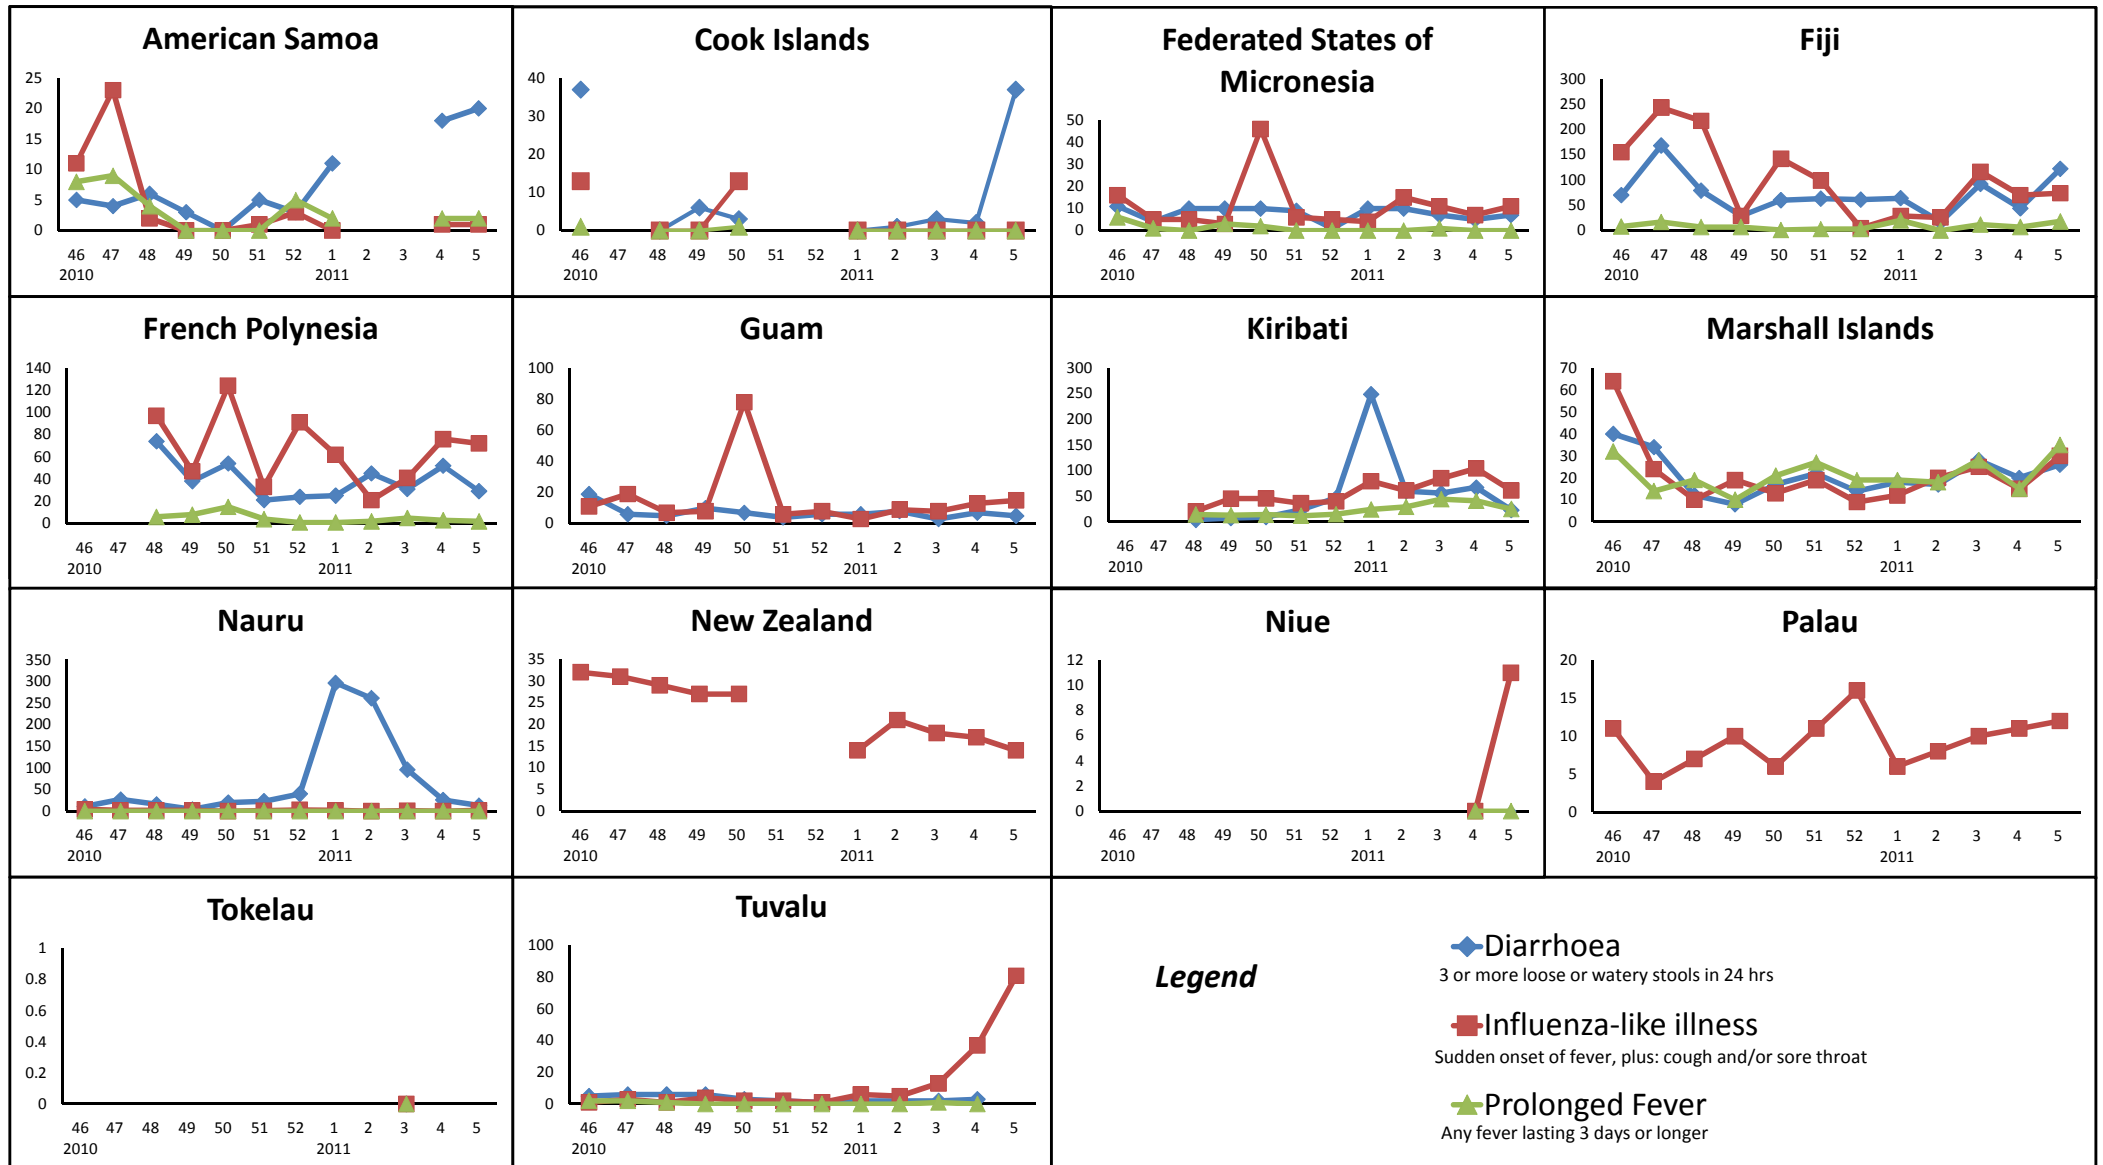 American Samoa
25
20
15
10
5
0
46 47 48 49 50 51 52 1 2 3 4 5
2010 2011
Cook Islands
40
30
20
10
0
46 47 48 49 50 51 52 1 2 3 4 5
2010 2011
Federated States of
Micronesia
50
40
30
20
10
0
46 47 48 49 50 51 52 1 2 3 4 5
2010 2011
Fiji
300
250
200
150
100
50
0
46 47 48 49 50 51 52 1 2 3 4 5
2010 2011
French Polynesia
140
120
100
80
60
40
20
0
46 47 48 49 50 51 52 1 2 3 4 5
2010 2011
Guam
100
80
60
40
20
0
46 47 48 49 50 51 52 1 2 3 4 5
2010 2011
Kiribati
300
250
200
150
100
50
0
46 47 48 49 50 51 52 1 2 3 4 5
2010 2011
Marshall Islands
70
60
50
40
30
20
10
0
46 47 48 49 50 51 52 1 2 3 4 5
2010 2011
Nauru
350
300
250
200
150
100
50
0
46 47 48 49 50 51 52 1 2 3 4 5
2010 2011
New Zealand
35
30
25
20
15
10
5
0
46 47 48 49 50 51 52 1 2 3 4 5
2010 2011
Niue
12
10
8
6
4
2
0
46 47 48 49 50 51 52 1 2 3 4 5
2010 2011
Palau
20
15
10
5
0
46 47 48 49 50 51 52 1 2 3 4 5
2010 2011
Tokelau
1
0.8
0.6
0.4
0.2
0
46 47 48 49 50 51 52 1 2 3 4 5
2010 2011
Tuvalu
100
80
60
40
20
0
46 47 48 49 50 51 52 1 2 3 4 5
2010 2011
Legend
Diarrhoea
3 or more loose or watery stools in 24 hrs
Influenza-like illness
Sudden onset of fever, plus: cough and/or sore throat
Prolonged Fever
Any fever lasting 3 days or longer